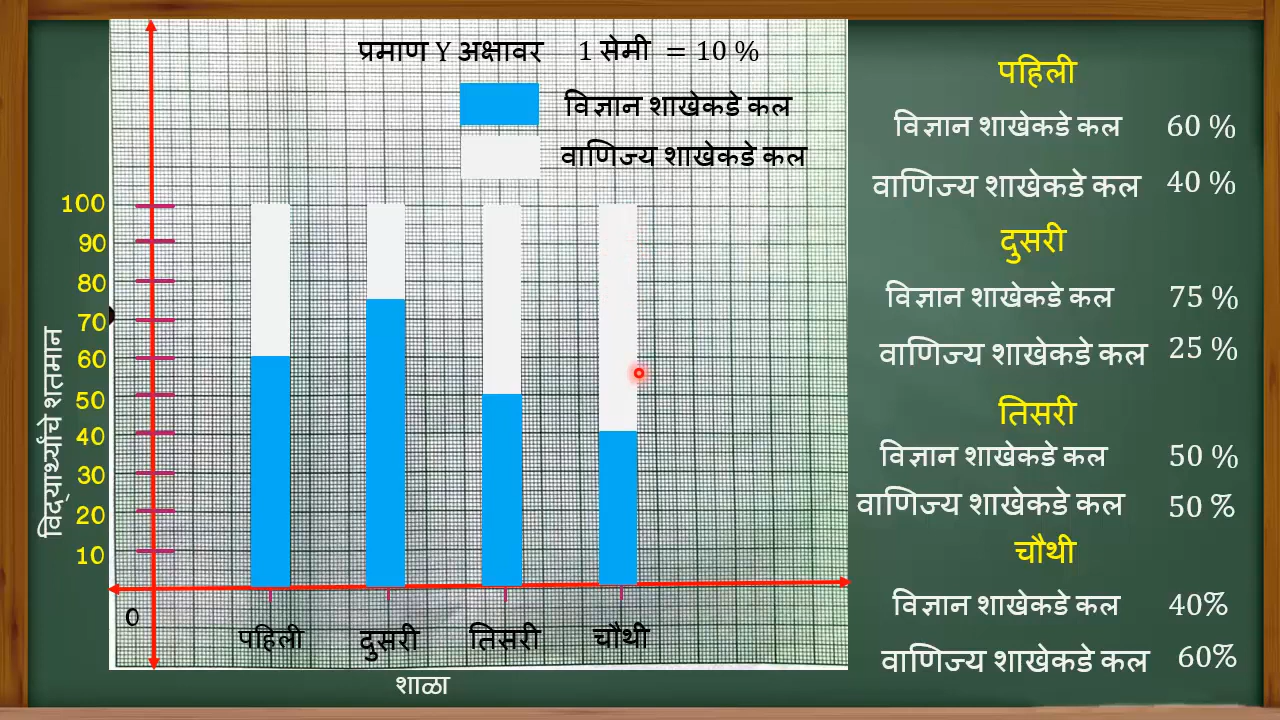 प्रमाण Y अक्षावर 1 सेमी = 10 %
विज्ञान शाखेकडे कल
वाणिज्य शाखेकडे कल
100
90
80
70
60
50
40
30
20
10
0
विद्यार्थ्यांचे शतमान
पहिली दुसरी तिसरी चौथी
शाळा
पहिली
विज्ञान शाखेकडे कल 60 %
वाणिज्य शाखेकडे कल 40 %
दुसरी
विज्ञान शाखेकडे कल 75 %
वाणिज्य शाखेकडे कल 25 %
तिसरी
विज्ञान शाखेकडे कल 50 %
वाणिज्य शाखेकडे कल 50 %
चौथी
विज्ञान शाखेकडे कल 40%
वाणिज्य शाखेकडे कल 60%